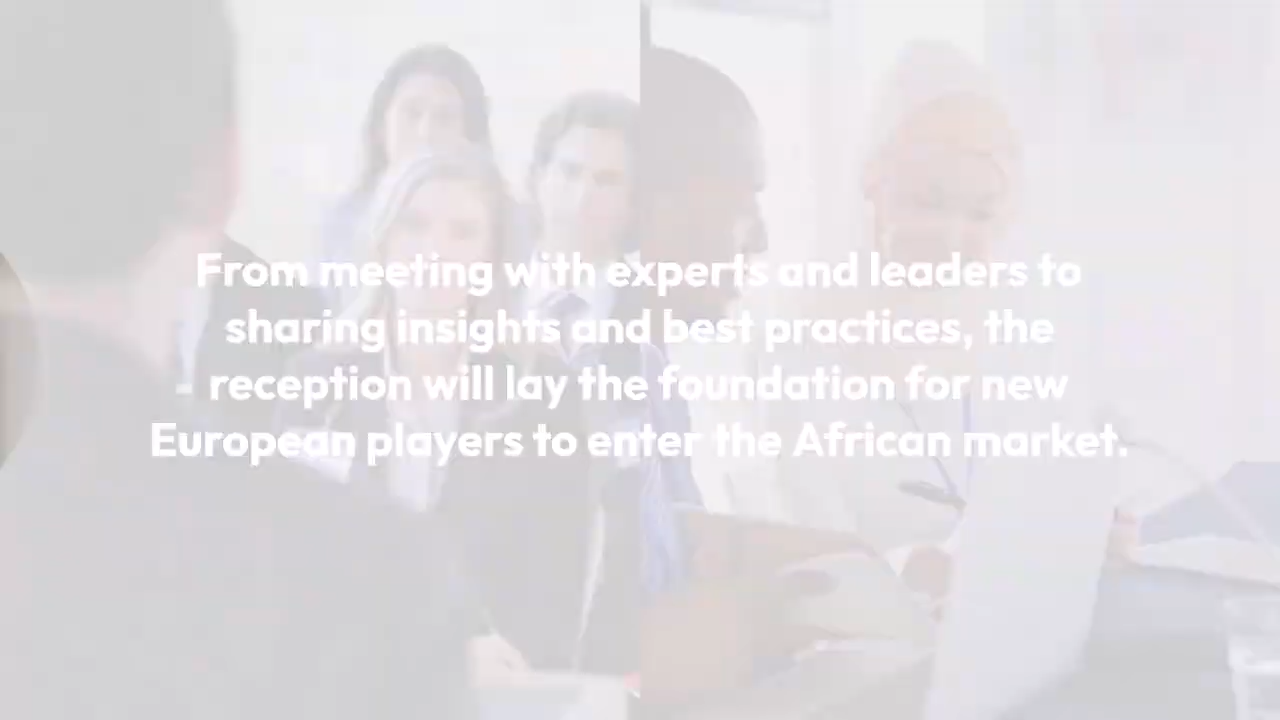 From meeting with experts and leaders to
sharing insights and best practices, the
reception will lay the foundation for new
European players to enter the African market.